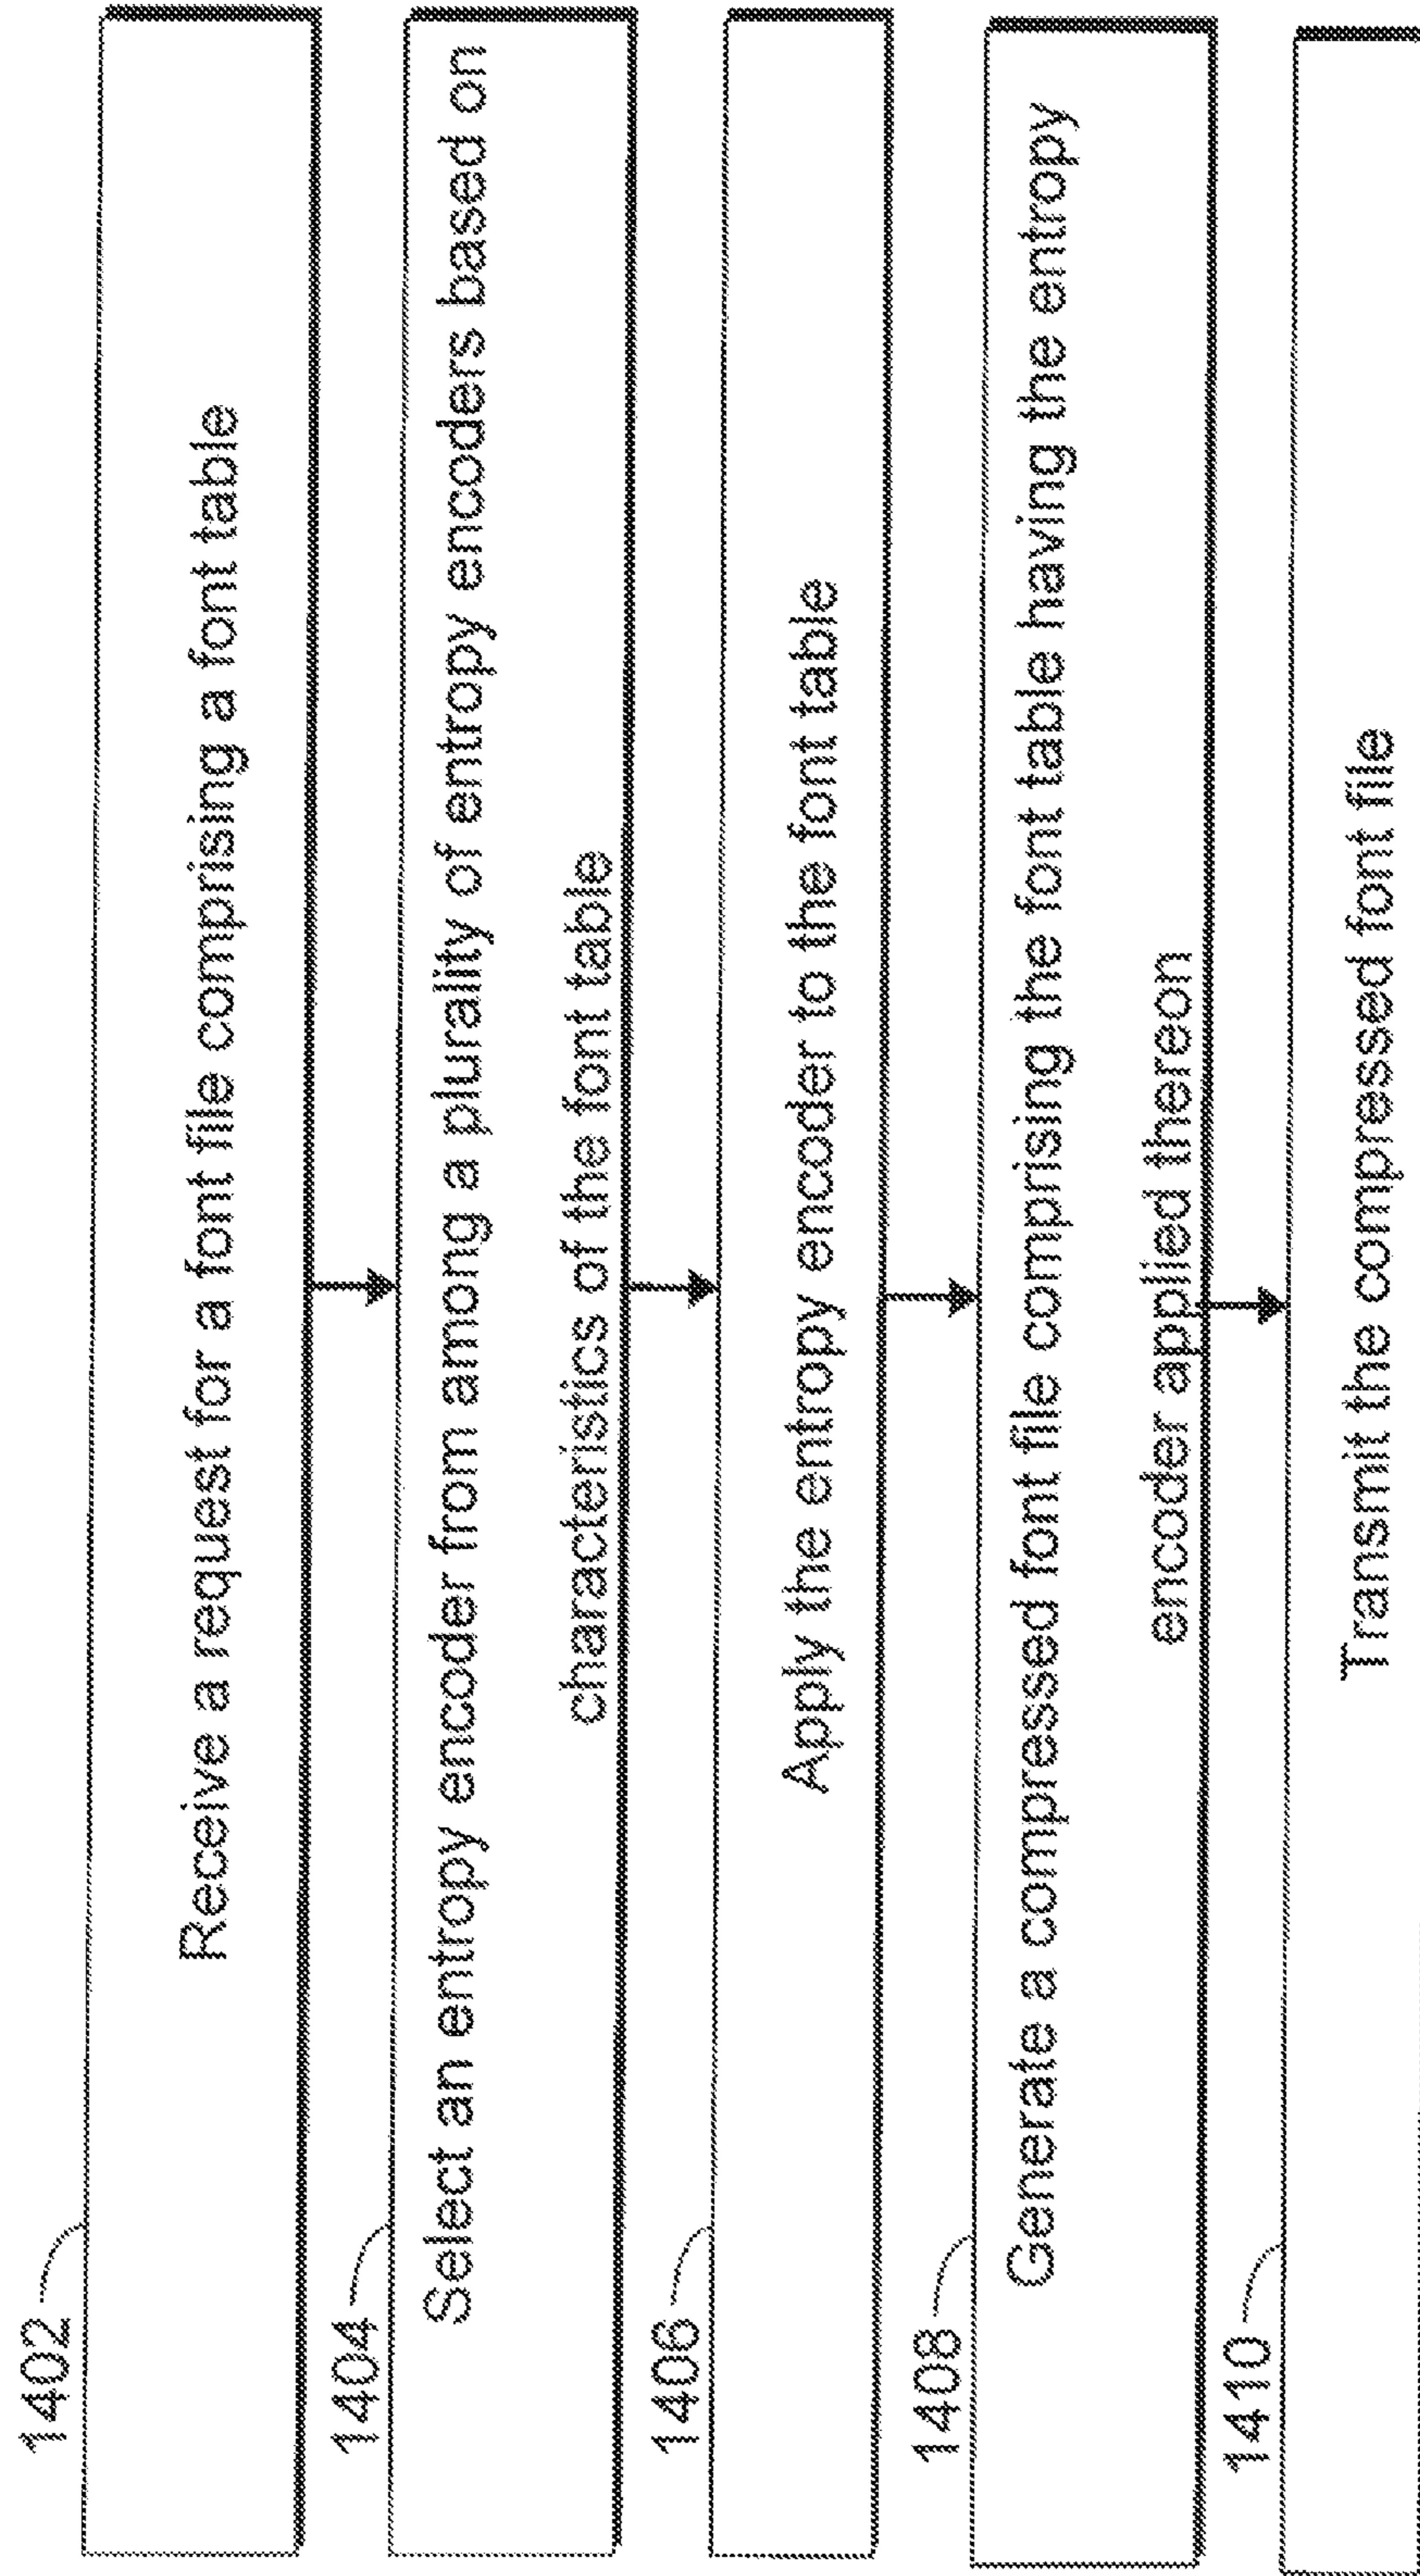 1402
Receive a request for a font file comprising a font table
1404
Select an entropy encoder from among a plurality of entropy encoders based on
characteristics of the font table
1406
Apply the entropy encoder to the font table
1408
Generate a compressed font file comprising the font table having the entropy
encoder applied thereon
1410
Transmit the compressed font file